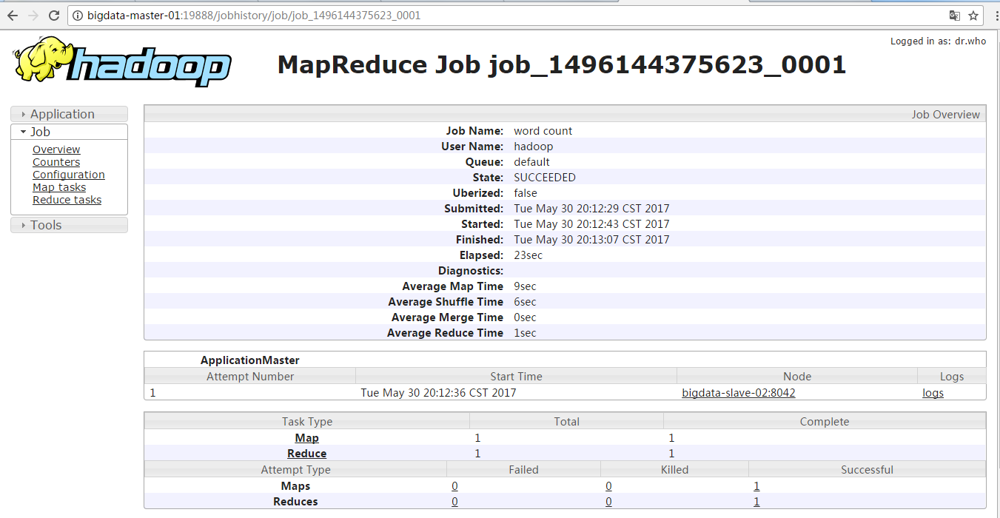 bigdata-master-01:19888/jobhistory/job/job_1496144375623_0001
Logged in as: dr.who
hadoop
MapReduce Job job_1496144375623_0001
Application
Job
Overview
Counters
Configuration
Map tasks
Reduce tasks
Tools
Job Overview
Job Name: word count
User Name: hadoop
Queue: default
State: SUCCEEDED
Uberized: false
Submitted: Tue May 30 20:12:29 CST 2017
Started: Tue May 30 20:12:43 CST 2017
Finished: Tue May 30 20:13:07 CST 2017
Elapsed: 23sec
Diagnostics:
Average Map Time 9sec
Average Shuffle Time 6sec
Average Merge Time 0sec
Average Reduce Time 1sec
ApplicationMaster
Attempt Number Start Time Node Logs
1 Tue May 30 20:12:36 CST 2017 bigdata-slave-02:8042 logs
Task Type Total Complete
Map 1 1
Reduce 1 1
Attempt Type Failed Killed Successful
Maps 0 0 1
Reduces 0 0 1